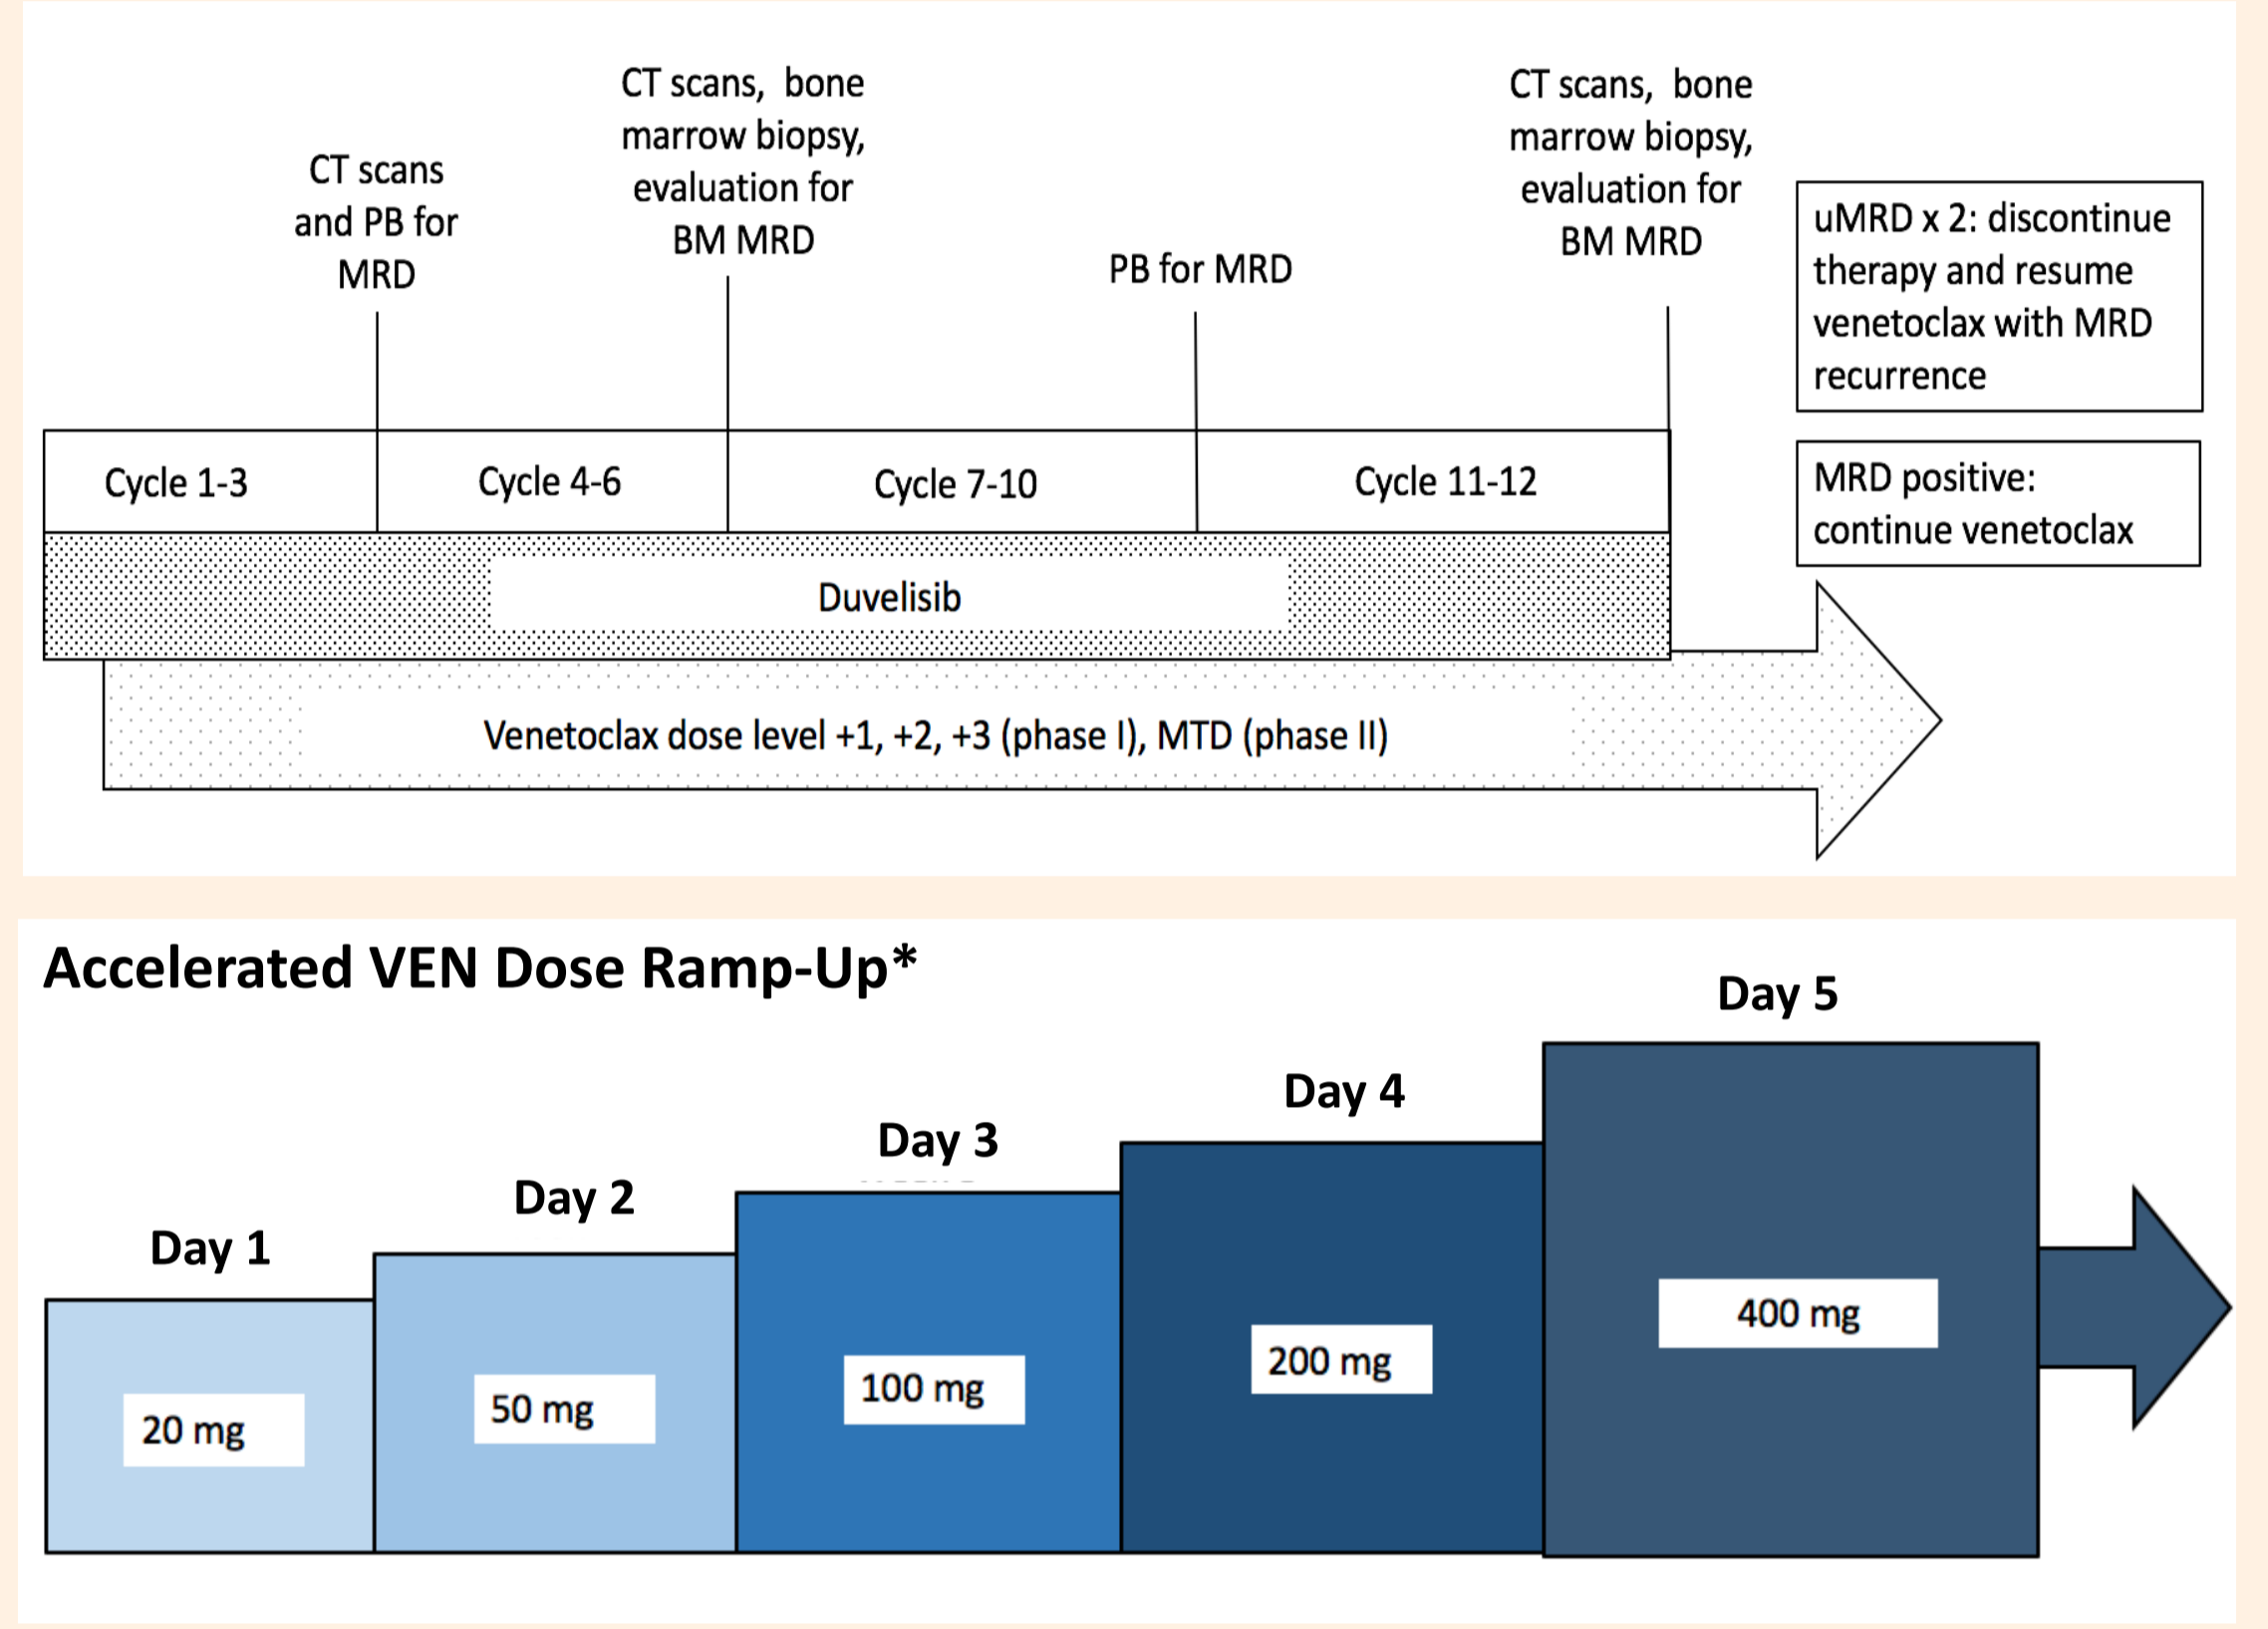 CT scans
and PB for
MRD
CT scans, bone
marrow biopsy,
evaluation for
BM MRD
PB for MRD
CT scans, bone
marrow biopsy,
evaluation for
BM MRD
uMRD x 2: discontinue
therapy and resume
venetoclax with MRD
recurrence
MRD positive:
continue venetoclax
Cycle 1-3
Cycle 4-6
Cycle 7-10
Cycle 11-12
Duvelisib
Venetoclax dose level +1, +2, +3 (phase I), MTD (phase II)
Accelerated VEN Dose Ramp-Up*
Day 1
Day 2
Day 3
Day 4
Day 5
20 mg
50 mg
100 mg
200 mg
400 mg